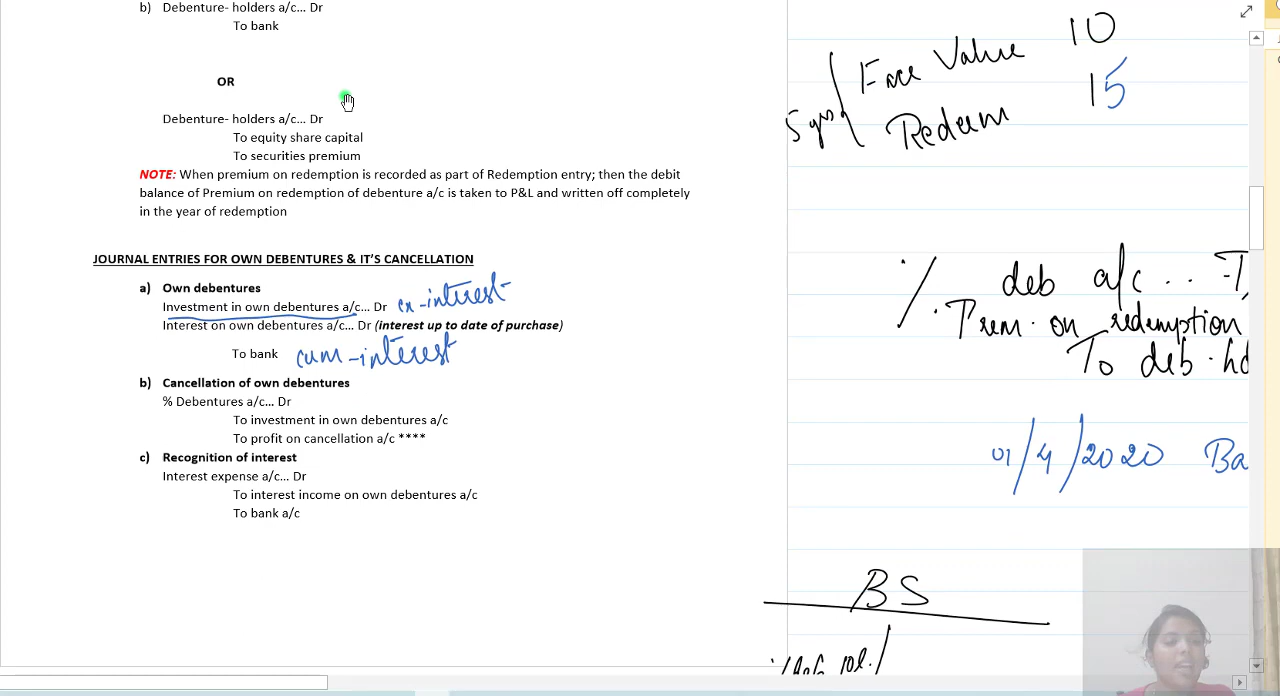 b) Debenture- holders a/c... Dr
To bank
OR
Debenture- holders a/c... Dr
To equity share capital
To securities premium
NOTE: When premium on redemption is recorded as part of Redemption entry; then the debit
balance of Premium on redemption of debenture a/c is taken to P&L and written off completely
in the year of redemption
JOURNAL ENTRIES FOR OWN DEBENTURES & IT'S CANCELLATION
a) Own debentures
Investment in own debentures a/c... Dr ex-interest
Interest on own debentures a/c... Dr (interest up to date of purchase)
To bank cum-interest
b) Cancellation of own debentures
% Debentures a/c... Dr
To investment in own debentures a/c
To profit on cancellation a/c ****
c) Recognition of interest
Interest expense a/c... Dr
To interest income on own debentures a/c
To bank a/c
Face Value 10
5 yrs Redeem 15
% deb a/c ...
Prem. on redemption
To deb. ho
01/4/2020 Ba
BS